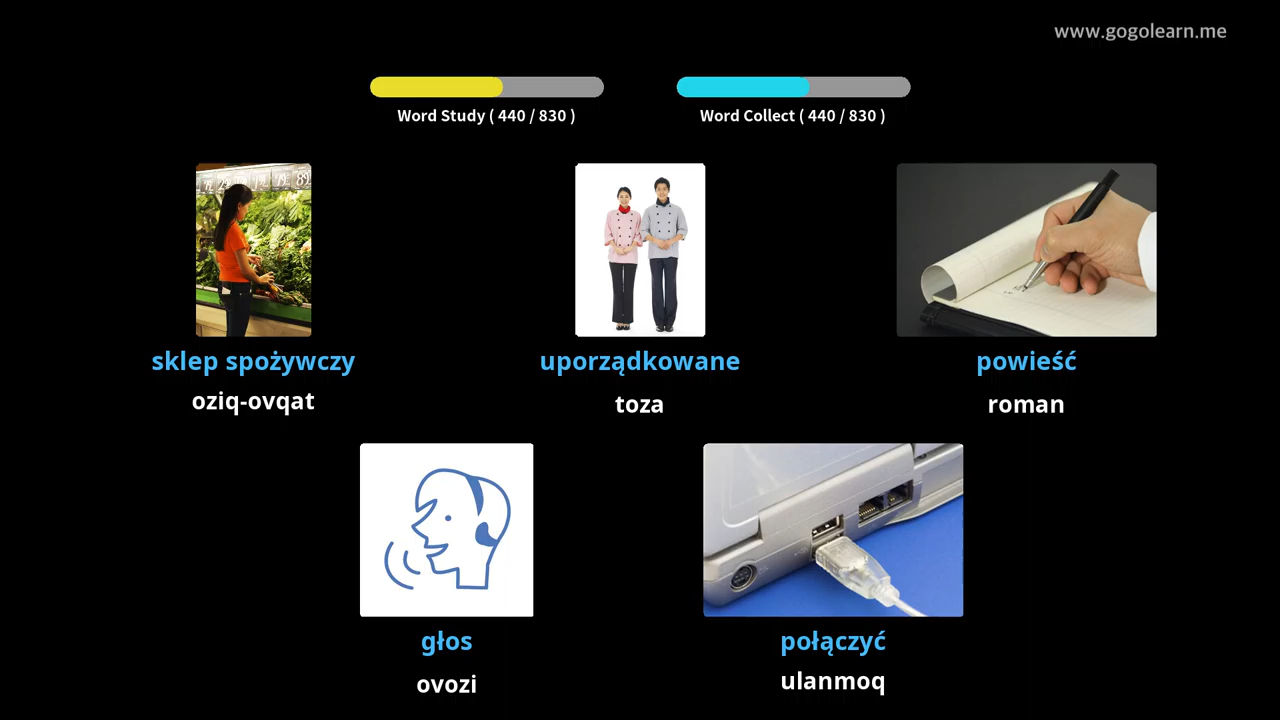 www.gogolearn.me
Word Study ( 440 / 830 )
Word Collect ( 440 / 830 )
sklep spożywczy
uporządkowane
powieść
oziq-ovqat
toza
roman
głos
połączyć
ovozi
ulanmoq